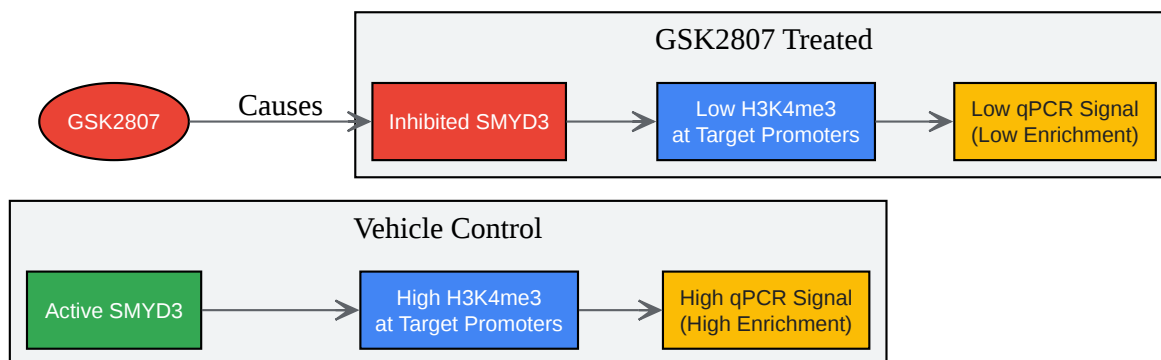 GSK2807 Treated
GSK2807
Causes
Inhibited SMYD3
Low H3K4me3
at Target Promoters
Low qPCR Signal
(Low Enrichment)
Vehicle Control
Active SMYD3
High H3K4me3
at Target Promoters
High qPCR Signal
(High Enrichment)